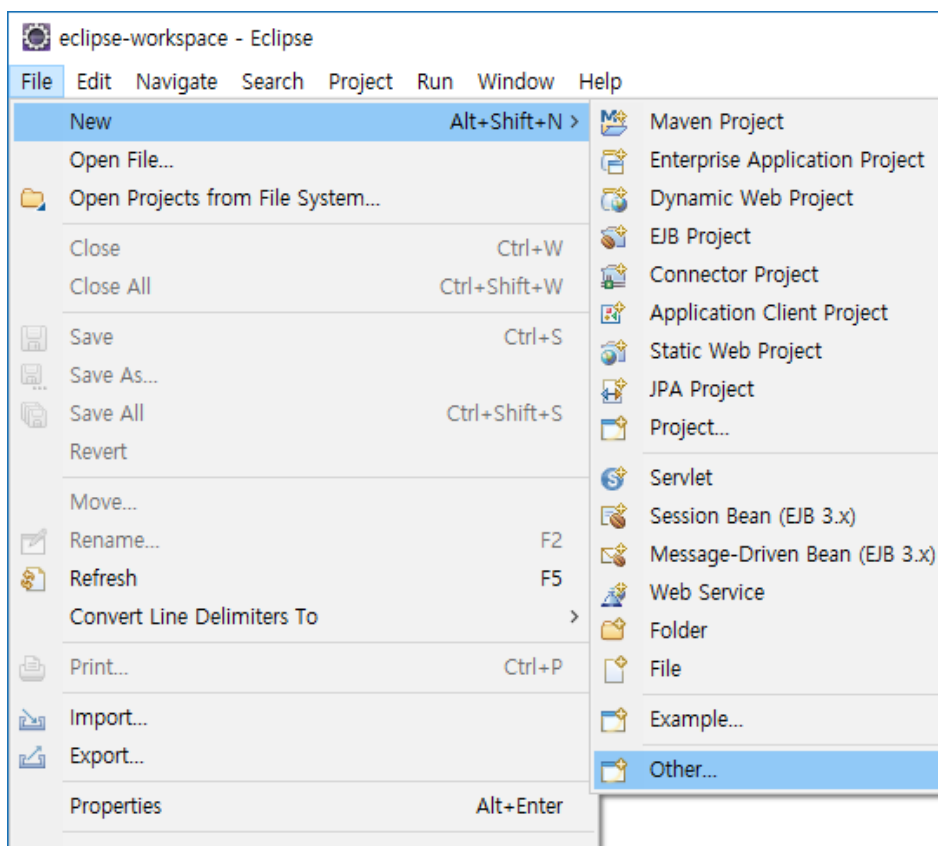 eclipse-workspace - Eclipse
File Edit Navigate Search Project Run Window Help
New Alt+Shift+N >
Open File...
Open Projects from File System...
Close Ctrl+W
Close All Ctrl+Shift+W
Save Ctrl+S
Save As...
Save All Ctrl+Shift+S
Revert
Move...
Rename... F2
Refresh F5
Convert Line Delimiters To >
Print... Ctrl+P
Import...
Export...
Properties Alt+Enter
Maven Project
Enterprise Application Project
Dynamic Web Project
EJB Project
Connector Project
Application Client Project
Static Web Project
JPA Project
Project...
Servlet
Session Bean (EJB 3.x)
Message-Driven Bean (EJB 3.x)
Web Service
Folder
File
Example...
Other...